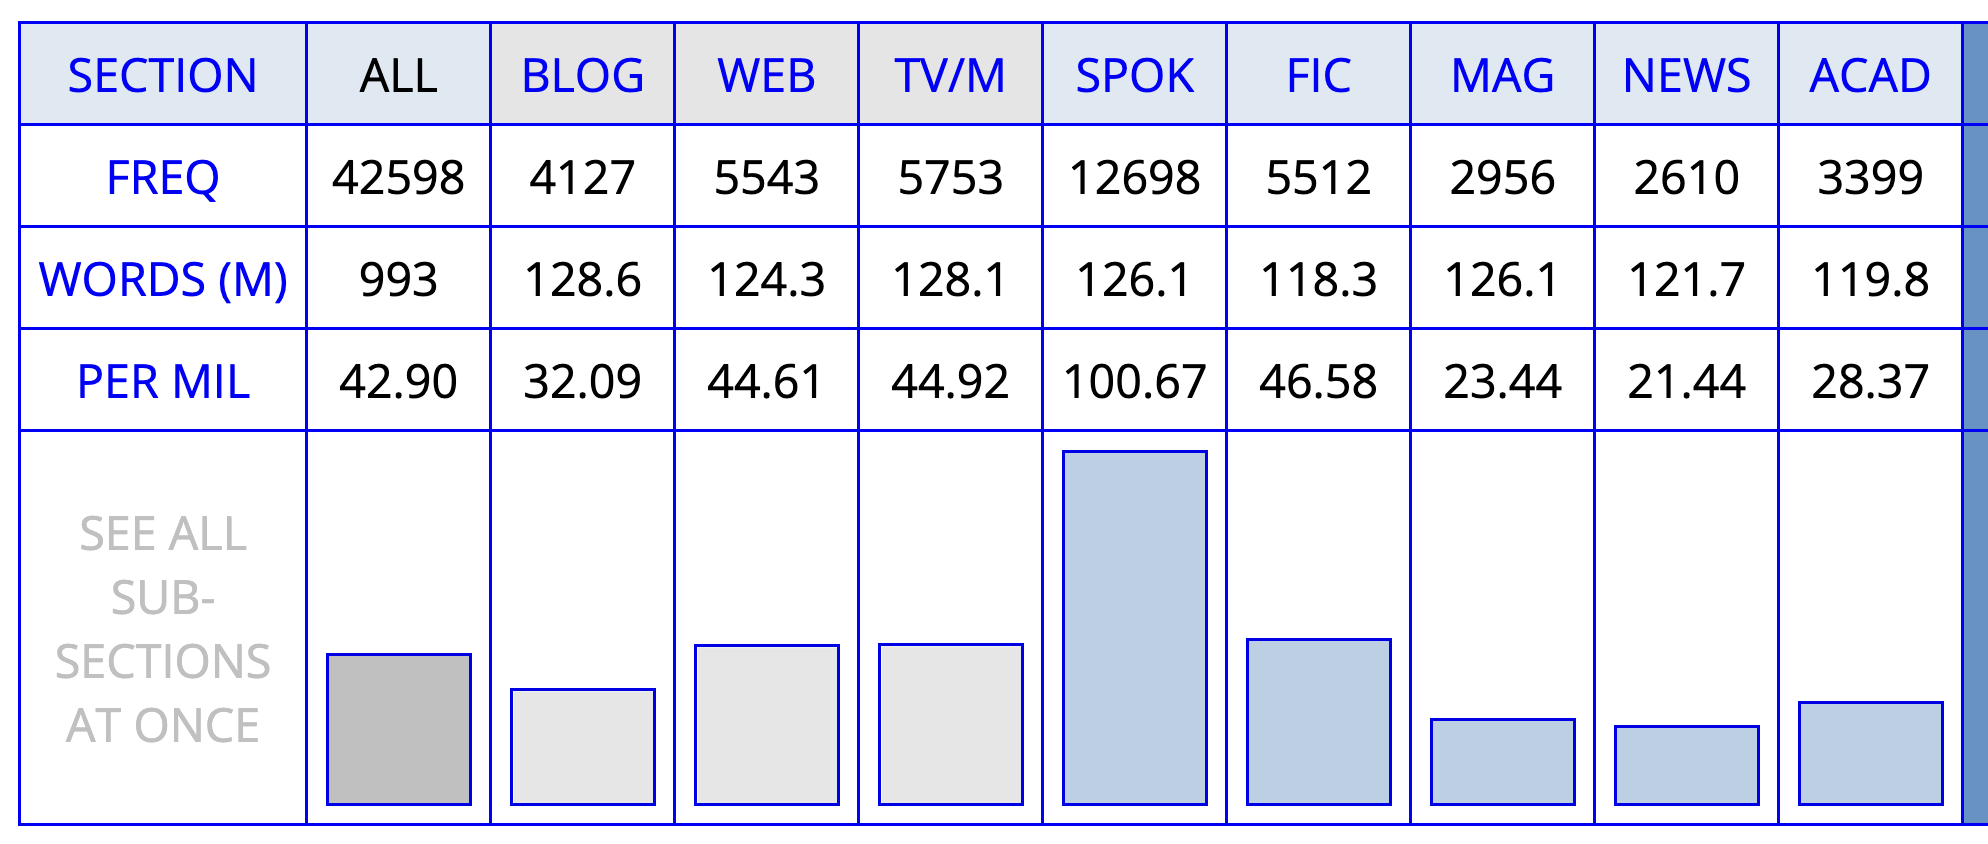 SECTION ALL BLOG WEB TV/M SPOK FIC MAG NEWS ACAD
FREQ 42598 4127 5543 5753 12698 5512 2956 2610 3399
WORDS (M) 993 128.6 124.3 128.1 126.1 118.3 126.1 121.7 119.8
PER MIL 42.90 32.09 44.61 44.92 100.67 46.58 23.44 21.44 28.37
SEE ALL
SUB-
SECTIONS
AT ONCE